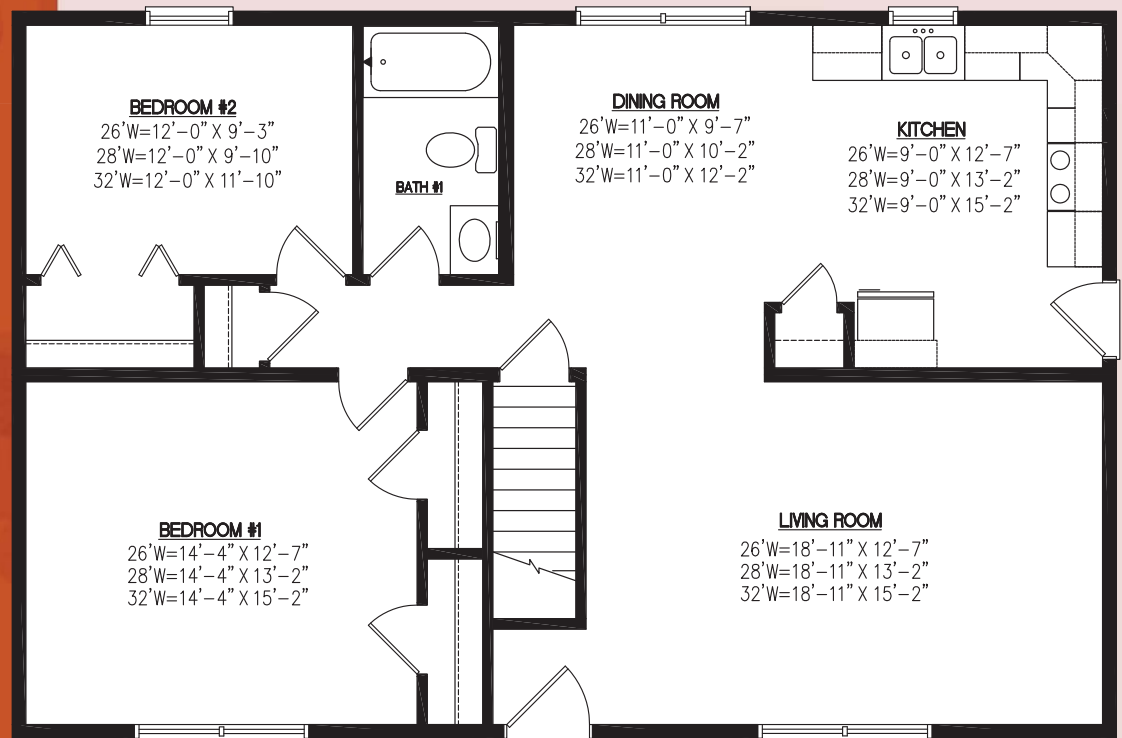 BEDROOM #2
26'W=12'-0" X 9'-3"
28'W=12'-0" X 9'-10"
32'W=12'-0" X 11'-10"
BATH #1
DINING ROOM
26'W=11'-0" X 9'-7"
28'W=11'-0" X 10'-2"
32'W=11'-0" X 12'-2"
KITCHEN
26'W=9'-0" X 12'-7"
28'W=9'-0" X 13'-2"
32'W=9'-0" X 15'-2"
BEDROOM #1
26'W=14'-4" X 12'-7"
28'W=14'-4" X 13'-2"
32'W=14'-4" X 15'-2"
LIVING ROOM
26'W=18'-11" X 12'-7"
28'W=18'-11" X 13'-2"
32'W=18'-11" X 15'-2"